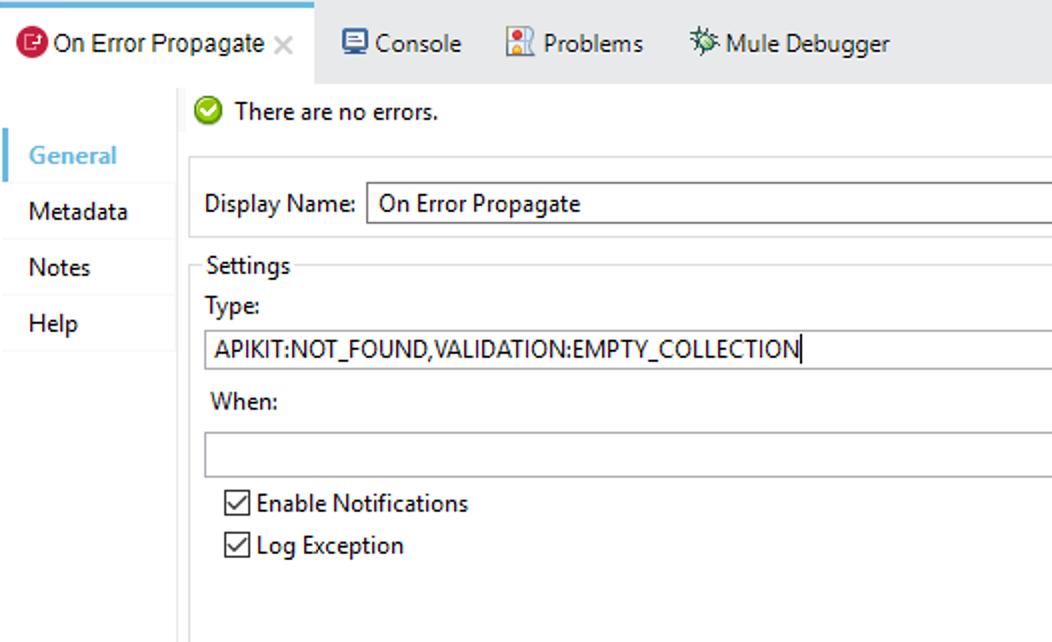 On Error Propagate Console Problems Mule Debugger
There are no errors.
General
Metadata
Notes
Help
Display Name: On Error Propagate
Settings
Type:
APIKIT:NOT_FOUND,VALIDATION:EMPTY_COLLECTION
When:
Enable Notifications
Log Exception